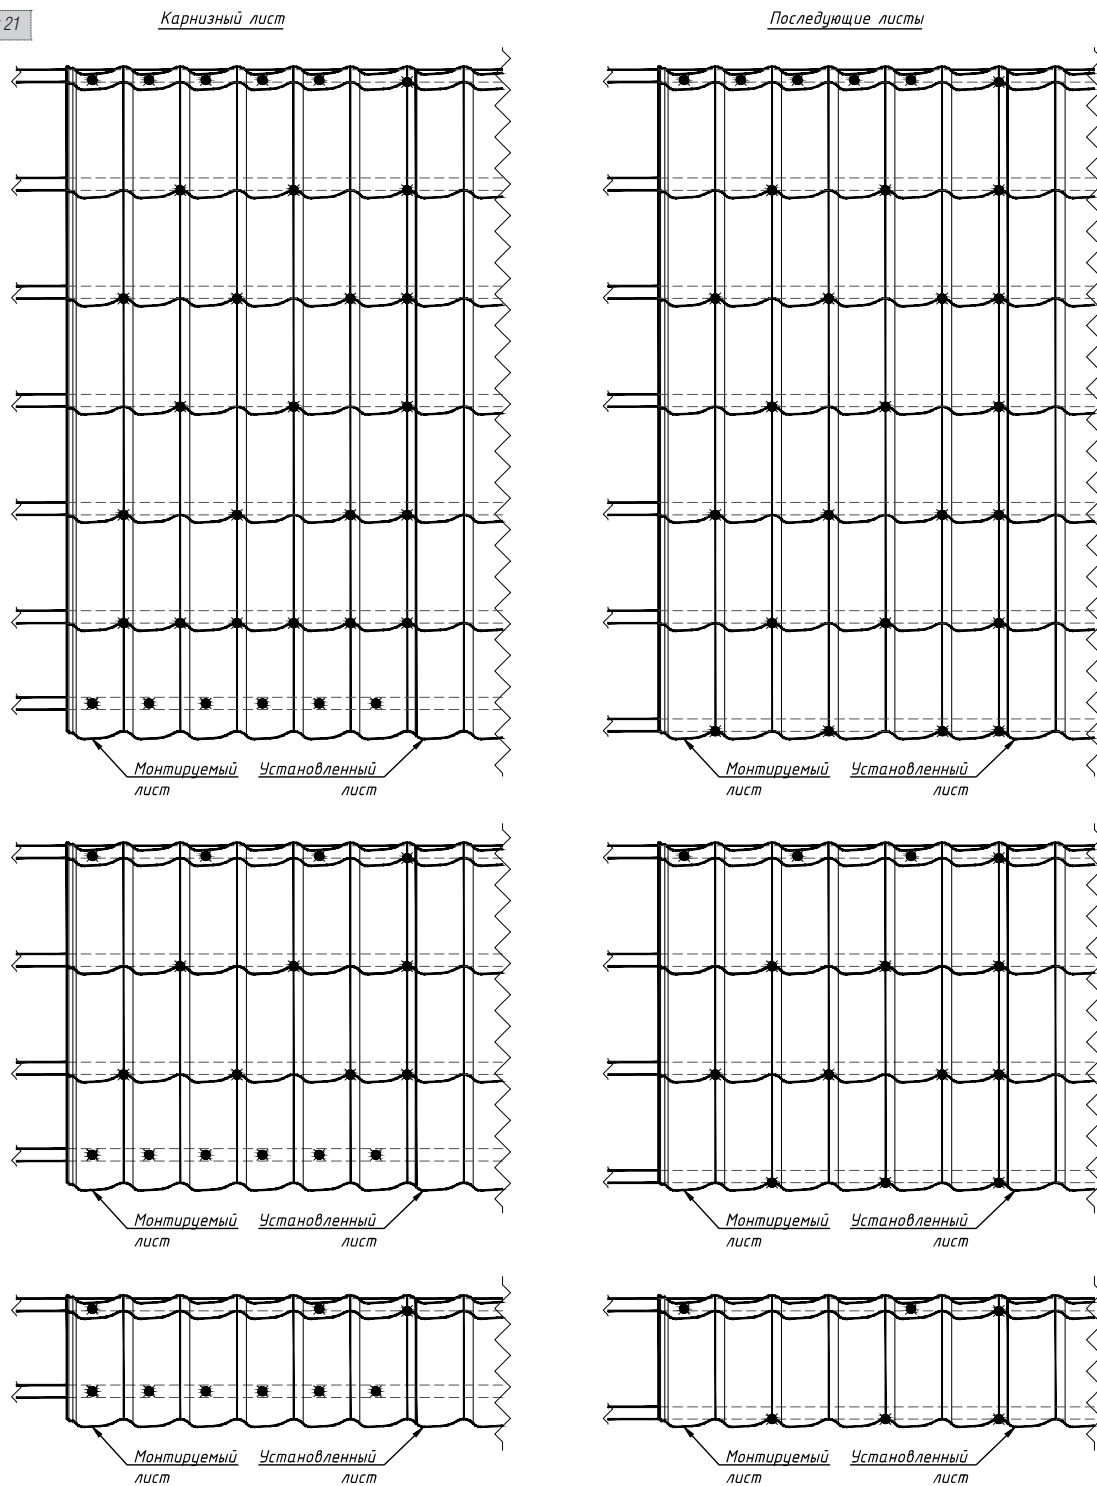 21
Карнизный лист
Последующие листы
Монтируемый
лист
Установленный
лист
Монтируемый
лист
Установленный
лист
Монтируемый
лист
Установленный
лист
Монтируемый
лист
Установленный
лист
Монтируемый
лист
Установленный
лист
Монтируемый
лист
Установленный
лист